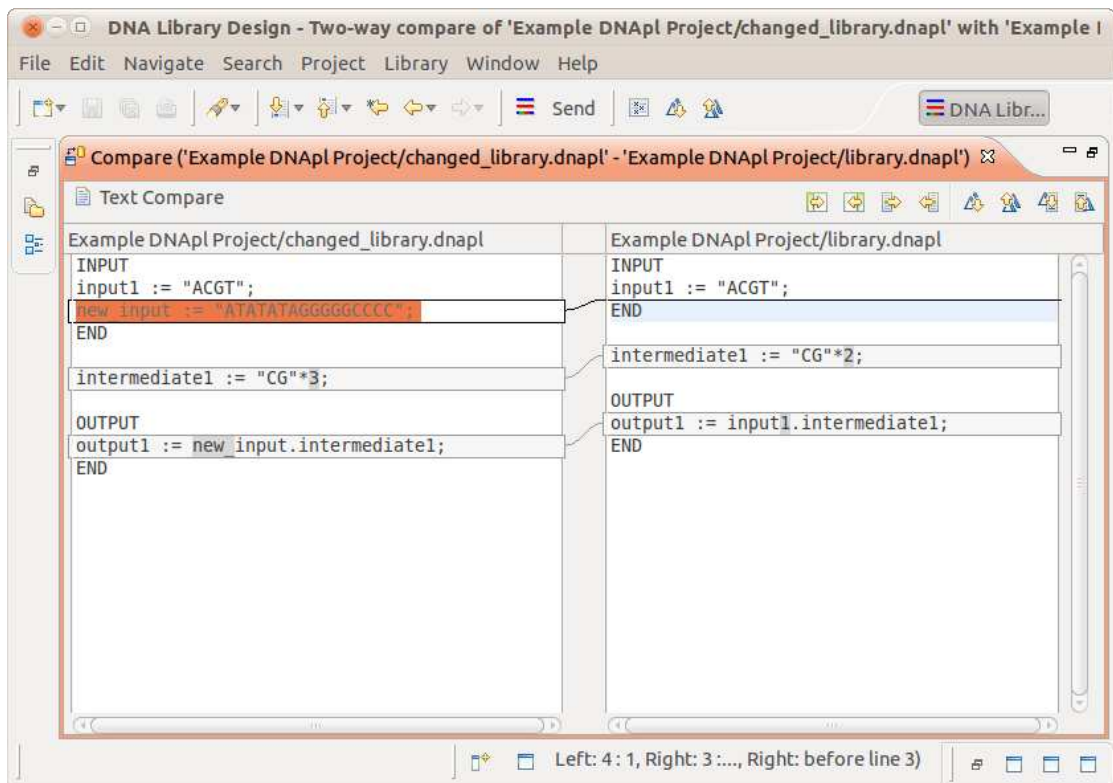 DNA Library Design - Two-way compare of 'Example DNApl Project/changed_library.dnapl' with 'Example
File Edit Navigate Search Project Library Window Help
Send
DNA Libr...
Compare ('Example DNApl Project/changed_library.dnapl' - 'Example DNApl Project/library.dnapl')
Text Compare
Example DNApl Project/changed_library.dnapl
INPUT
input1 := "ACGT";
new input := "ATATATAGGGGGCCCC";
END
intermediate1 := "CG"*3;
OUTPUT
output1 := new_input.intermediate1;
END
Example DNApl Project/library.dnapl
INPUT
input1 := "ACGT";
END
intermediate1 := "CG"*2;
OUTPUT
output1 := input1.intermediate1;
END
Left: 4 : 1, Right: 3 :..., Right: before line 3)